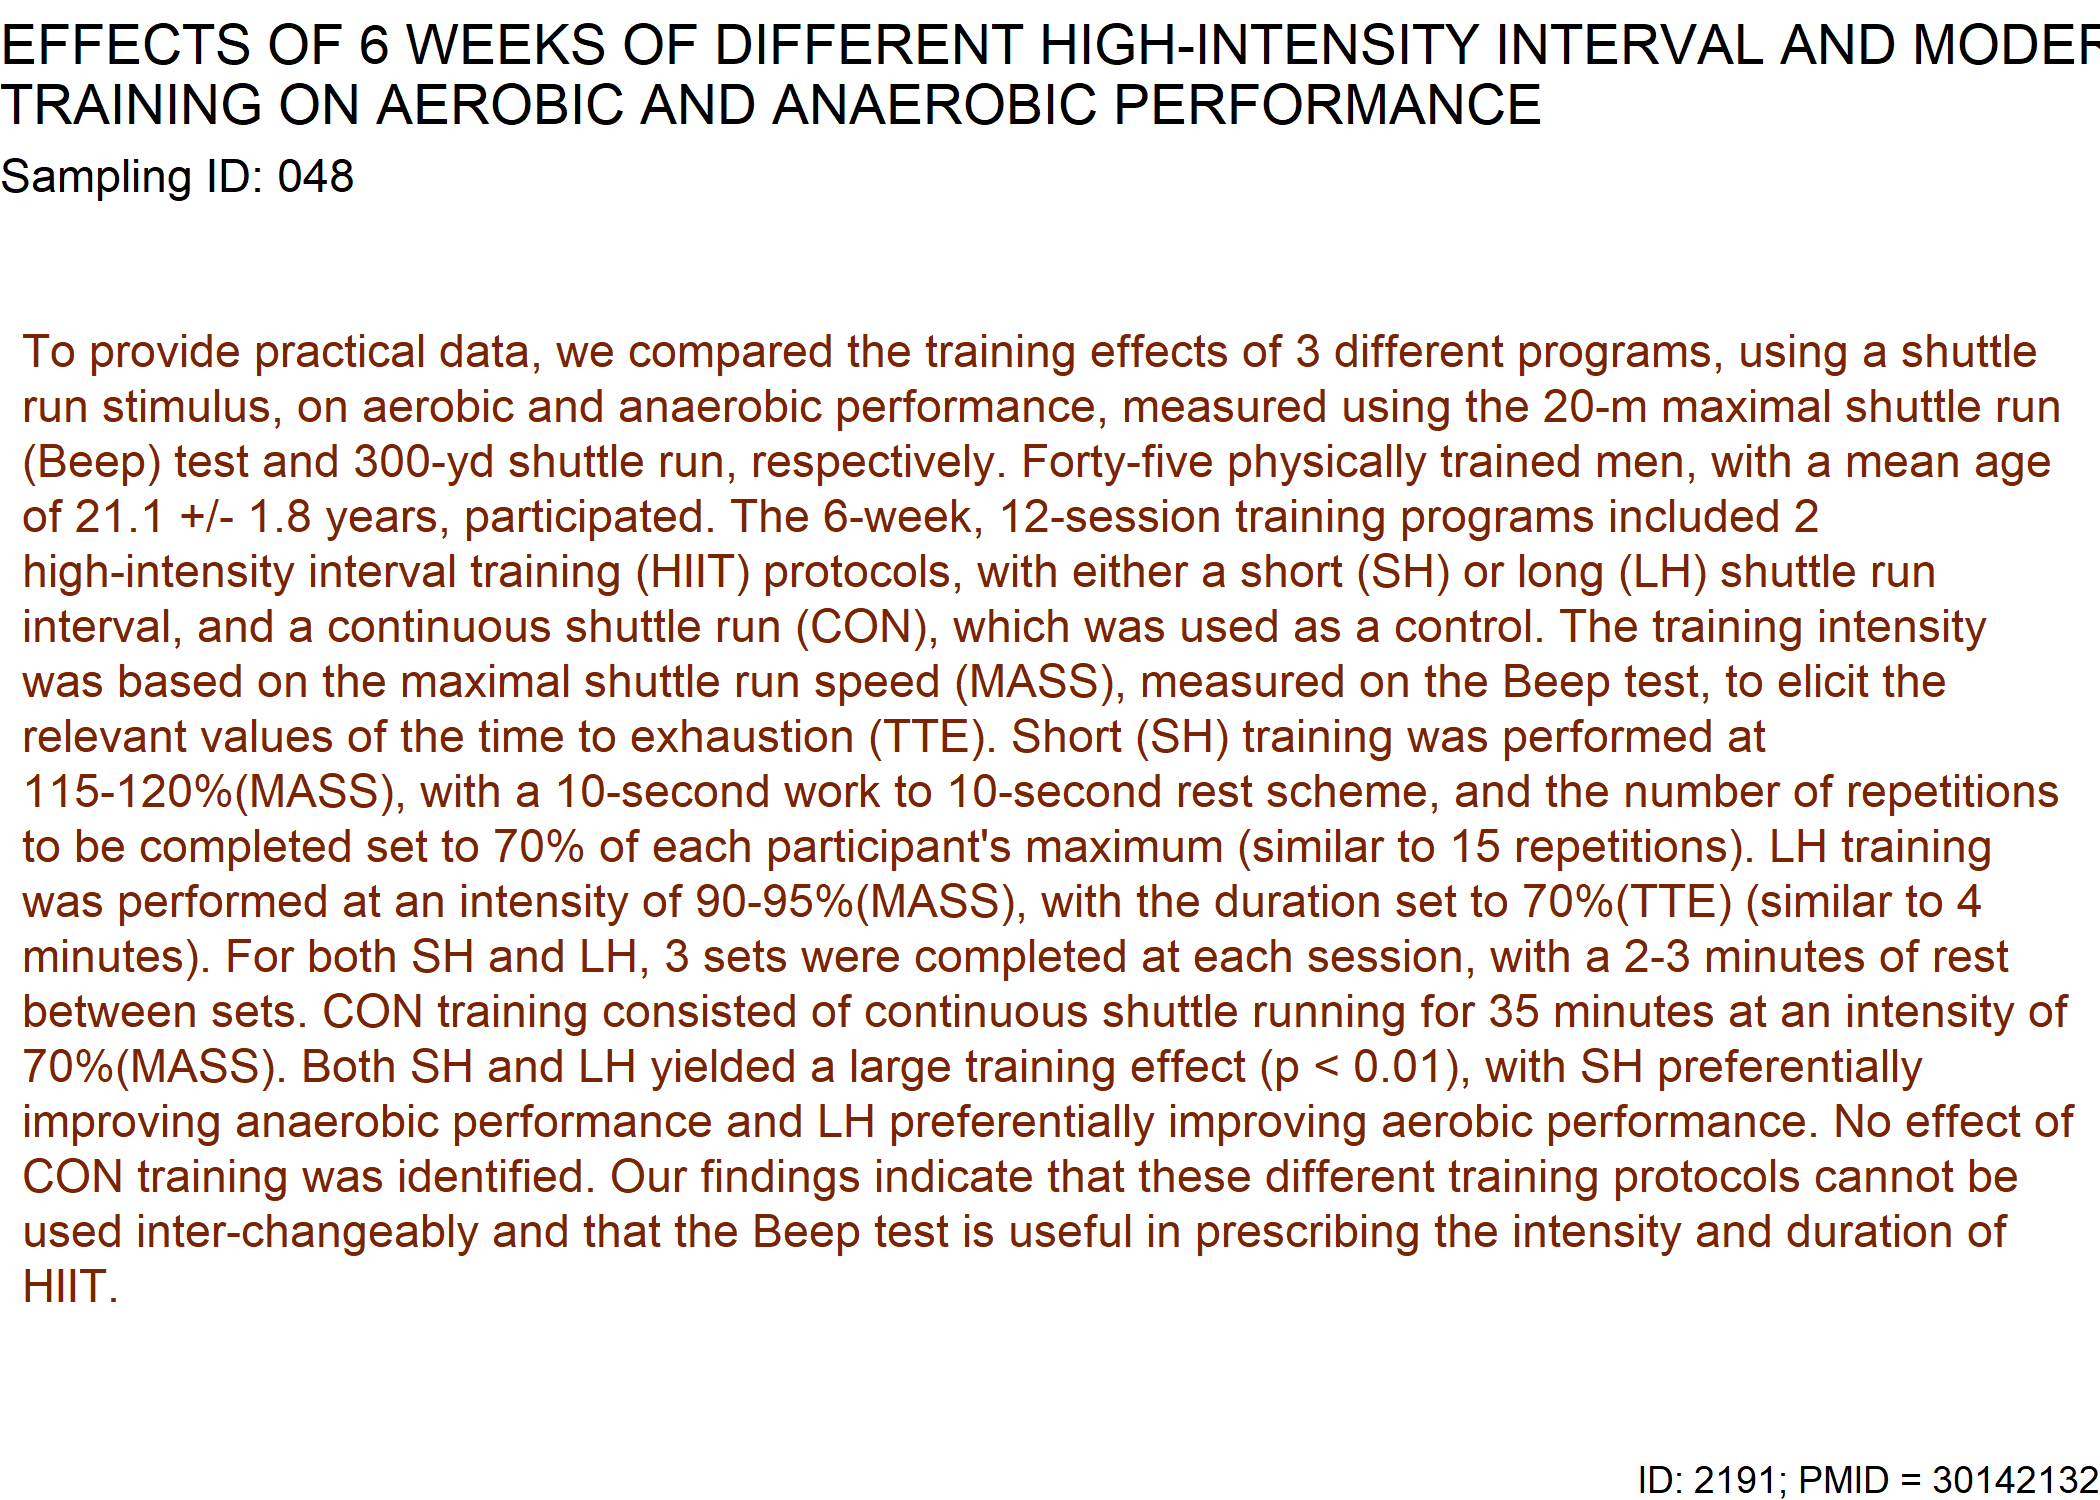 EFFECTS OF 6 WEEKS OF DIFFERENT HIGH-INTENSITY INTERVAL AND MODER
TRAINING ON AEROBIC AND ANAEROBIC PERFORMANCE
Sampling ID: 048
To provide practical data, we compared the training effects of 3 different programs, using a shuttle
run stimulus, on aerobic and anaerobic performance, measured using the 20-m maximal shuttle run
(Beep) test and 300-yd shuttle run, respectively. Forty-five physically trained men, with a mean age
of 21.1 +/- 1.8 years, participated. The 6-week, 12-session training programs included 2
high-intensity interval training (HIIT) protocols, with either a short (SH) or long (LH) shuttle run
interval, and a continuous shuttle run (CON), which was used as a control. The training intensity
was based on the maximal shuttle run speed (MASS), measured on the Beep test, to elicit the
relevant values of the time to exhaustion (TTE). Short (SH) training was performed at
115-120%(MASS), with a 10-second work to 10-second rest scheme, and the number of repetitions
to be completed set to 70% of each participant's maximum (similar to 15 repetitions). LH training
was performed at an intensity of 90-95%(MASS), with the duration set to 70%(TTE) (similar to 4
minutes). For both SH and LH, 3 sets were completed at each session, with a 2-3 minutes of rest
between sets. CON training consisted of continuous shuttle running for 35 minutes at an intensity of
70%(MASS). Both SH and LH yielded a large training effect (p < 0.01), with SH preferentially
improving anaerobic performance and LH preferentially improving aerobic performance. No effect of
CON training was identified. Our findings indicate that these different training protocols cannot be
used inter-changeably and that the Beep test is useful in prescribing the intensity and duration of
HIIT.
ID: 2191; PMID = 30142132